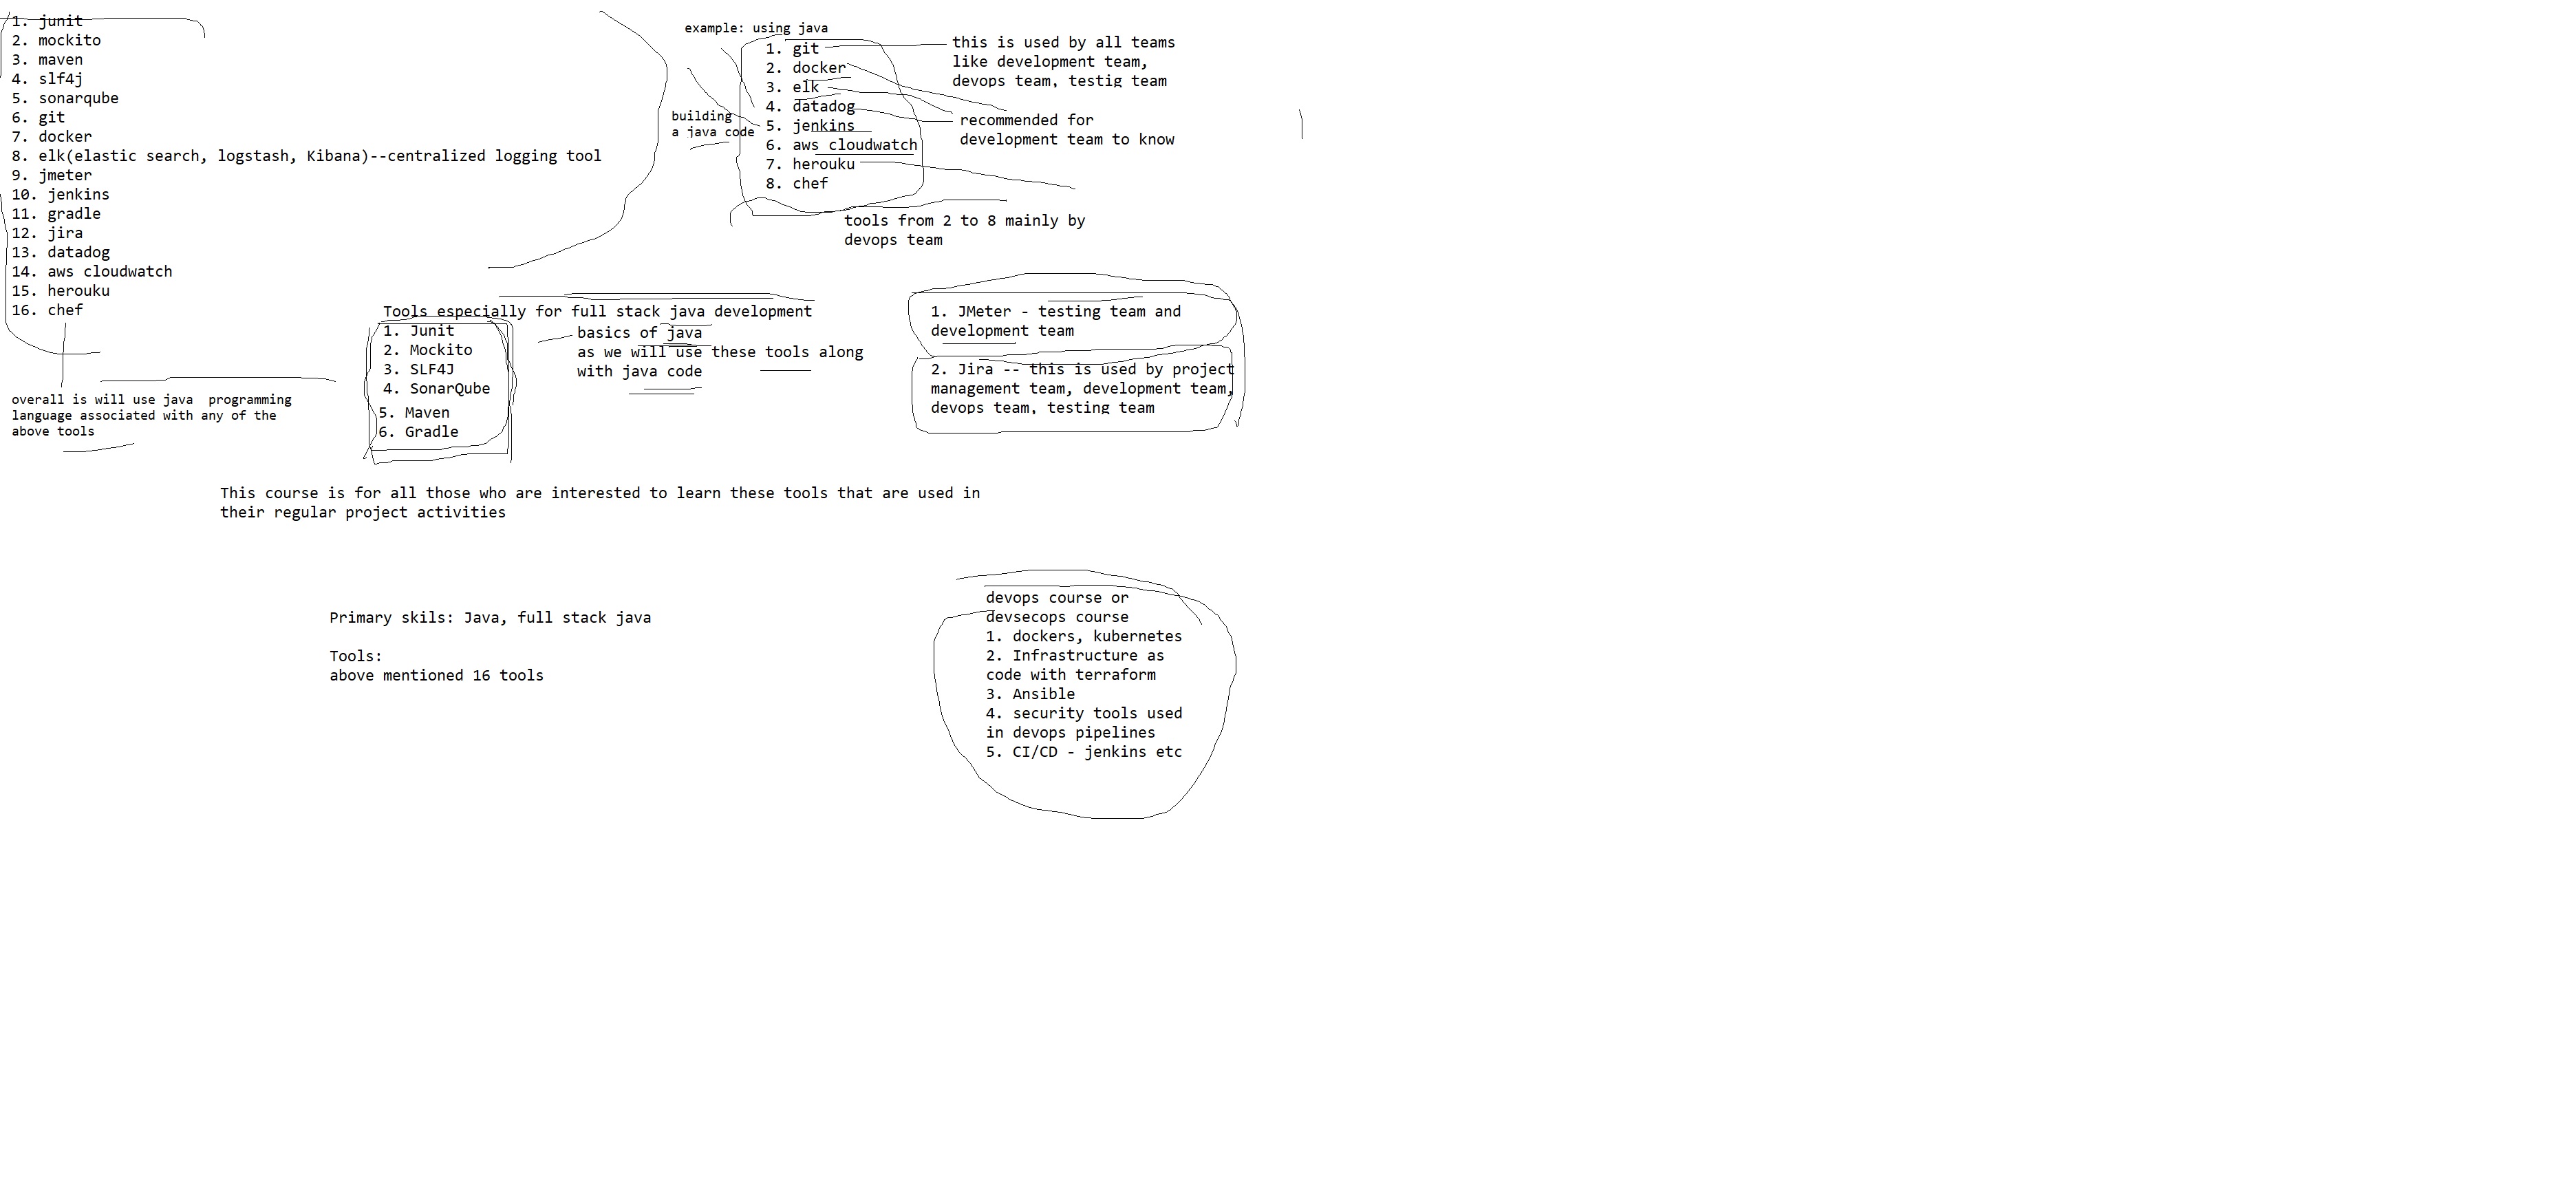 1. junit
2. mockito
3. maven
4. slf4j
5. sonarqube
6. git
7. docker
8. elk(elastic search, logstash, Kibana)--centralized logging tool
9. jmeter
10. jenkins
11. gradle
12. jira
13. datadog
14. aws cloudwatch
15. herouku
16. chef
overall is will use java  programming
language associated with any of the
above tools
example: using java
1. git
2. docker
3. elk
4. datadog
5. jenkins
6. aws cloudwatch
7. herouku
8. chef
building
a java code
this is used by all teams
like development team,
devops team, testig team
recommended for
development team to know
tools from 2 to 8 mainly by
devops team
Tools especially for full stack java development
1. Junit
2. Mockito
3. SLF4J
4. SonarQube
5. Maven
6. Gradle
basics of java
as we will use these tools along
with java code
1. JMeter - testing team and
development team
2. Jira -- this is used by project
management team, development team,
devops team, testing team
This course is for all those who are interested to learn these tools that are used in
their regular project activities
Primary skils: Java, full stack java
Tools:
above mentioned 16 tools
devops course or
devsecops course
1. dockers, kubernetes
2. Infrastructure as
code with terraform
3. Ansible
4. security tools used
in devops pipelines
5. CI/CD - jenkins etc